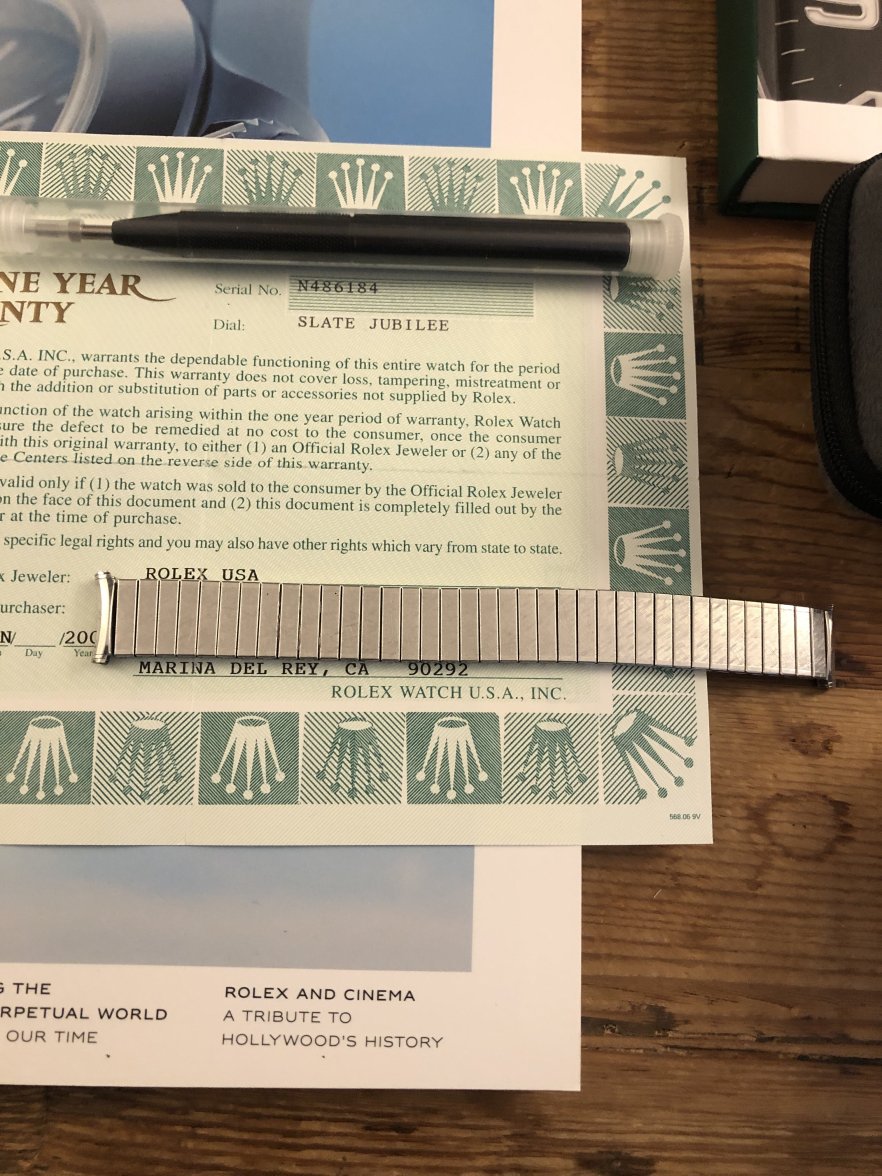 NE YEAR
NTY
Serial No. N486184
Dial: SLATE JUBILEE
.S.A. INC., warrants the dependable functioning of this entire watch for the period
e date of purchase. This warranty does not cover loss, tampering, mistreatment or
h the addition or substitution of parts or accessories not supplied by Rolex.
unction of the watch arising within the one year period of warranty, Rolex Watch
sure the defect to be remedied at no cost to the consumer, once the consumer
ith this original warranty, to either (1) an Official Rolex Jeweler or (2) any of the
e Centers listed on the reverse side of this warranty.
valid only if (1) the watch was sold to the consumer by the Official Rolex Jeweler
on the face of this document and (2) this document is completely filled out by the
r at the time of purchase.
specific legal rights and you may also have other rights which vary from state to state.
x Jeweler: ROLEX USA
urchaser:
N/ /200
Day Year
MARINA DEL REY, CA 90292
ROLEX WATCH U.S.A., INC.
568.06 9V
G THE
RPETUAL WORLD
OUR TIME
ROLEX AND CINEMA
A TRIBUTE TO
HOLLYWOOD'S HISTORY